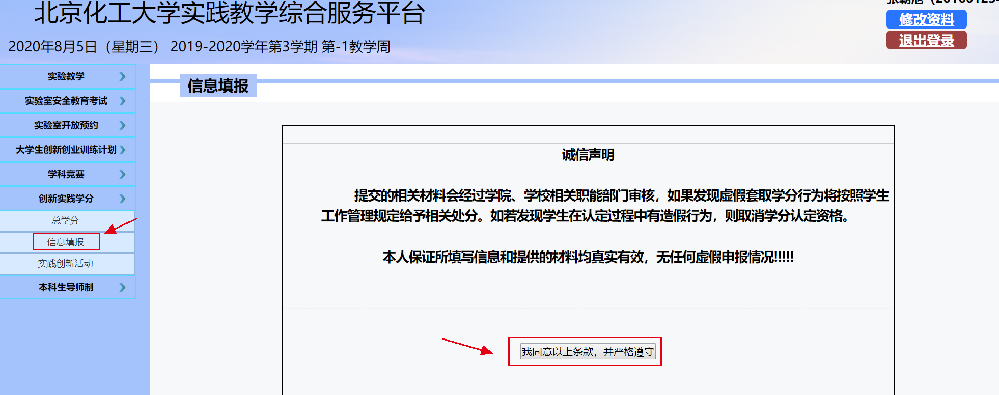 北京化工大学实践教学综合服务平台
2020年8月5日（星期三） 2019-2020学年第3学期 第-1教学周
修改资料
退出登录
实验教学
实验室安全教育考试
实验室开放预约
大学生创新创业训练计划
学科竞赛
创新实践学分
总学分
信息填报
实践创新活动
本科生导师制
信息填报
诚信声明
提交的相关材料会经过学院、学校相关职能部门审核，如果发现虚假套取学分行为将按照学生
工作管理规定给予相关处分。如若发现学生在认定过程中有造假行为，则取消学分认定资格。
本人保证所填写信息和提供的材料均真实有效，无任何虚假申报情况!!!!!
我同意以上条款，并严格遵守